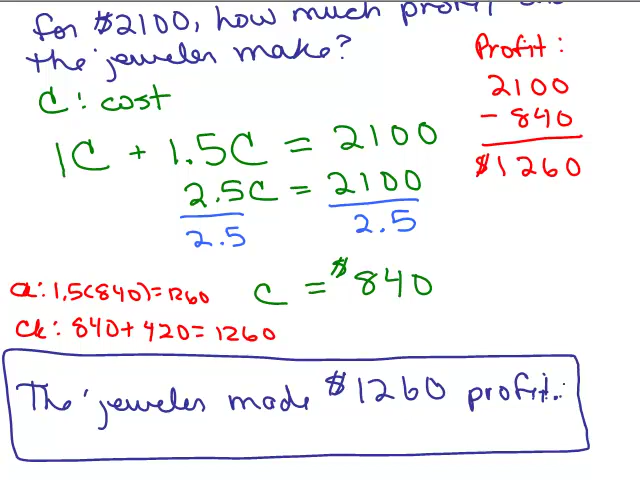 for $2100, how much profit
the jeweler make?
C: cost
1C + 1.5C = 2100
2.5C = 2100
2.5 2.5
C = $840
Profit:
2100
- 840
$1260
Ck: 1.5(840) = 1260
Ck: 840 + 420 = 1260
The jeweler made $1260 profit.